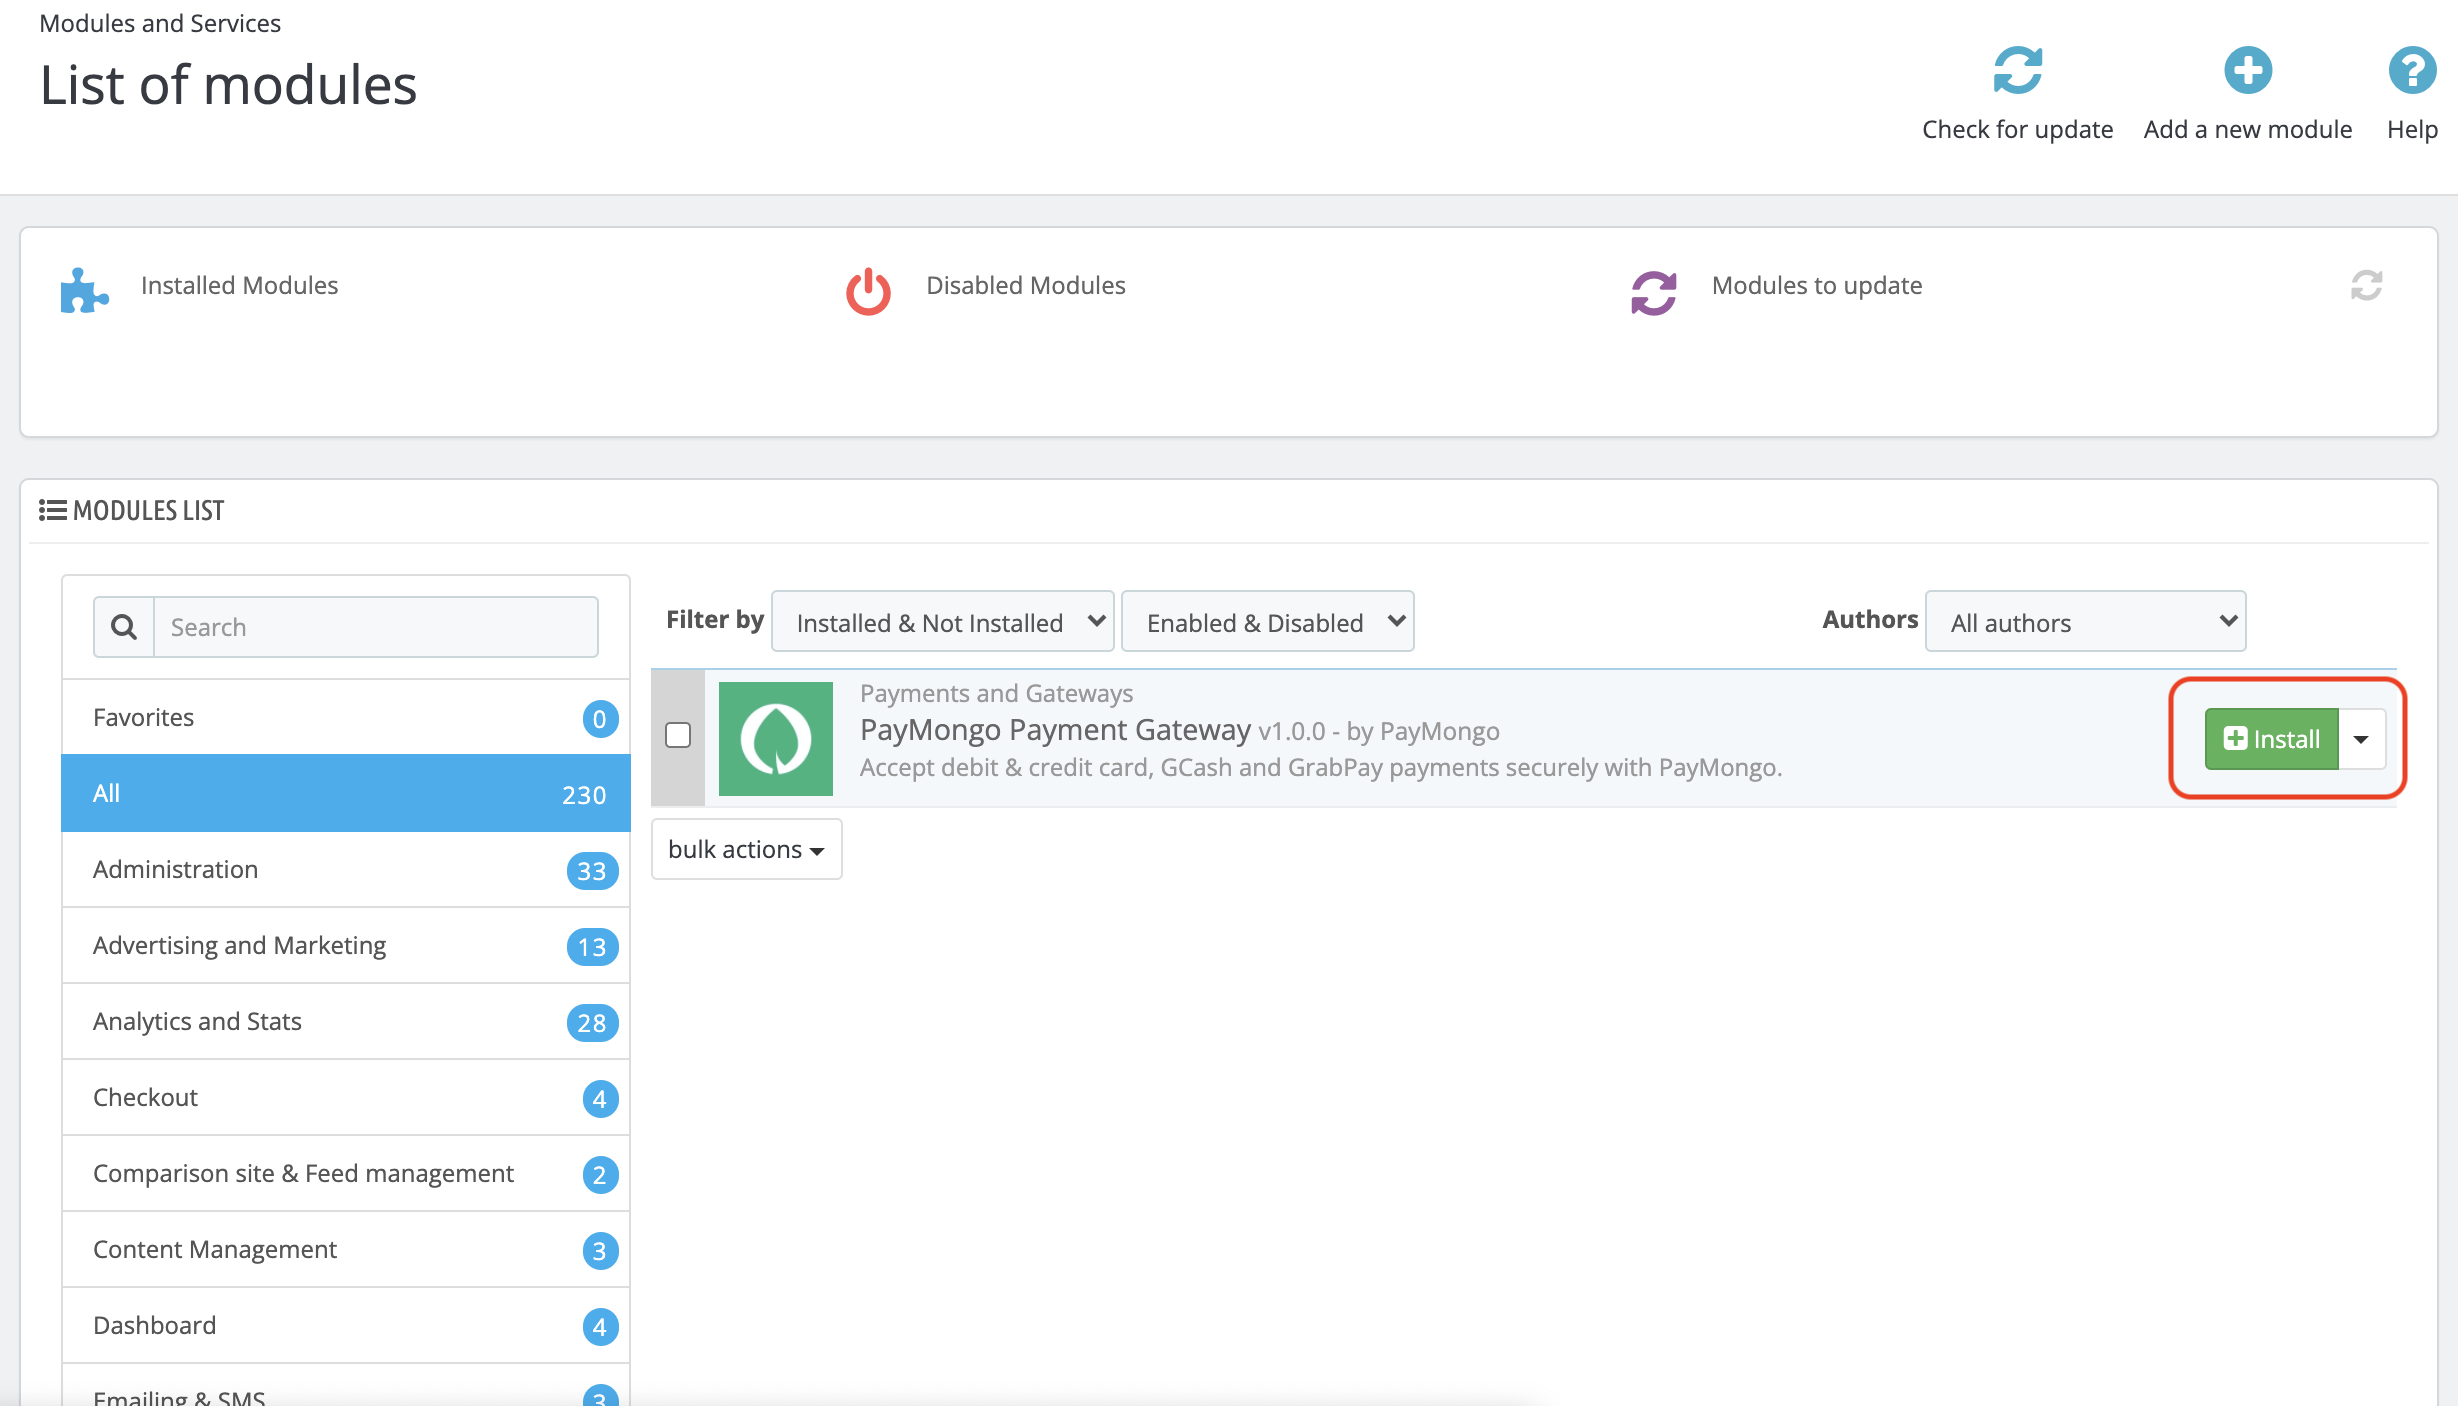 Modules and Services
List of modules
Check for update
Add a new module
Help
Installed Modules
Disabled Modules
Modules to update
MODULES LIST
Search
Favorites 0
All 230
Administration 33
Advertising and Marketing 13
Analytics and Stats 28
Checkout 4
Comparison site & Feed management 2
Content Management 3
Dashboard 4
Emailing & SMS 3
Filter by Installed & Not Installed Enabled & Disabled Authors All authors
Payments and Gateways
PayMongo Payment Gateway v1.0.0 - by PayMongo
Accept debit & credit card, GCash and GrabPay payments securely with PayMongo.
Install
bulk actions